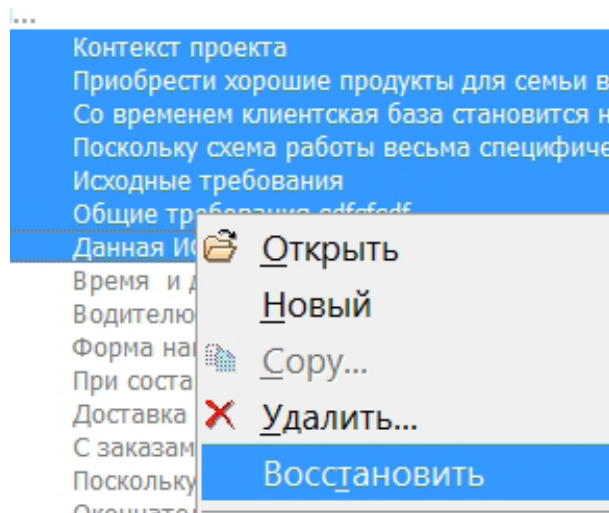 ...
Контекст проекта
Приобрести хорошие продукты для семьи в
Со временем клиентская база становится н
Поскольку схема работы весьма специфиче
Исходные требования
Общие требования
Данная ИС
Открыть
Время и д
Новый
Водителю
Форма на
Copy...
При соста
Доставка
Удалить...
С заказам
Восстановить
Поскольку